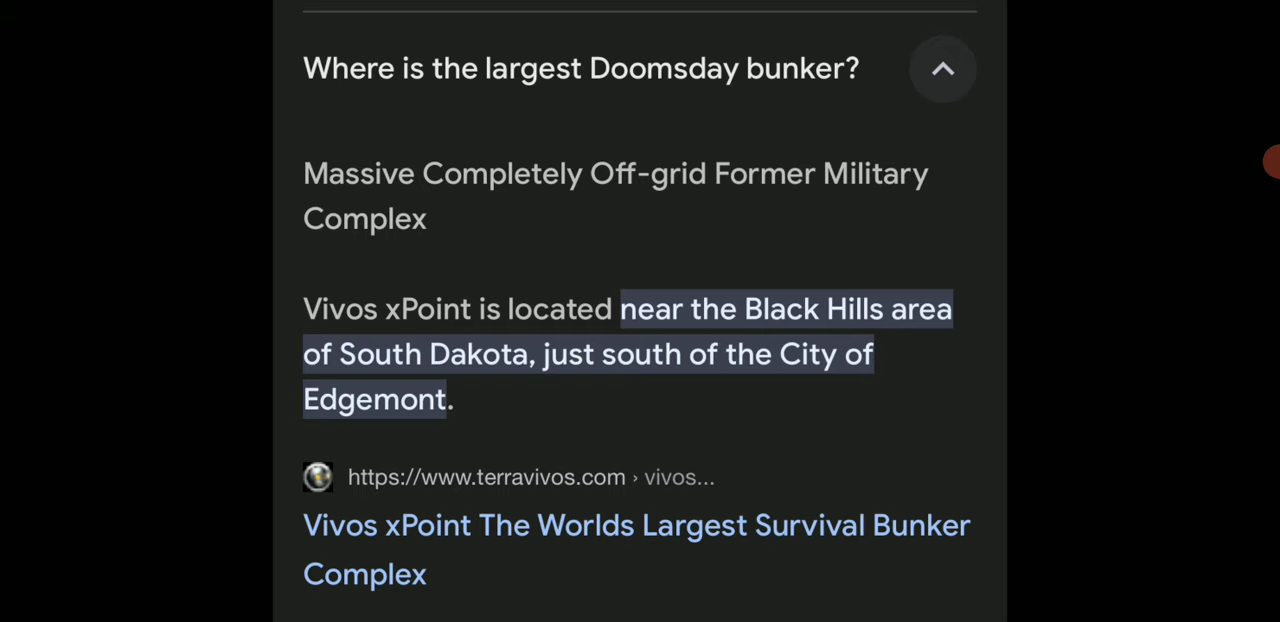 Where is the largest Doomsday bunker?
Massive Completely Off-grid Former Military
Complex
Vivos xPoint is located near the Black Hills area
of South Dakota, just south of the City of
Edgemont.
https://www.terravivos.com › vivos...
Vivos xPoint The Worlds Largest Survival Bunker
Complex